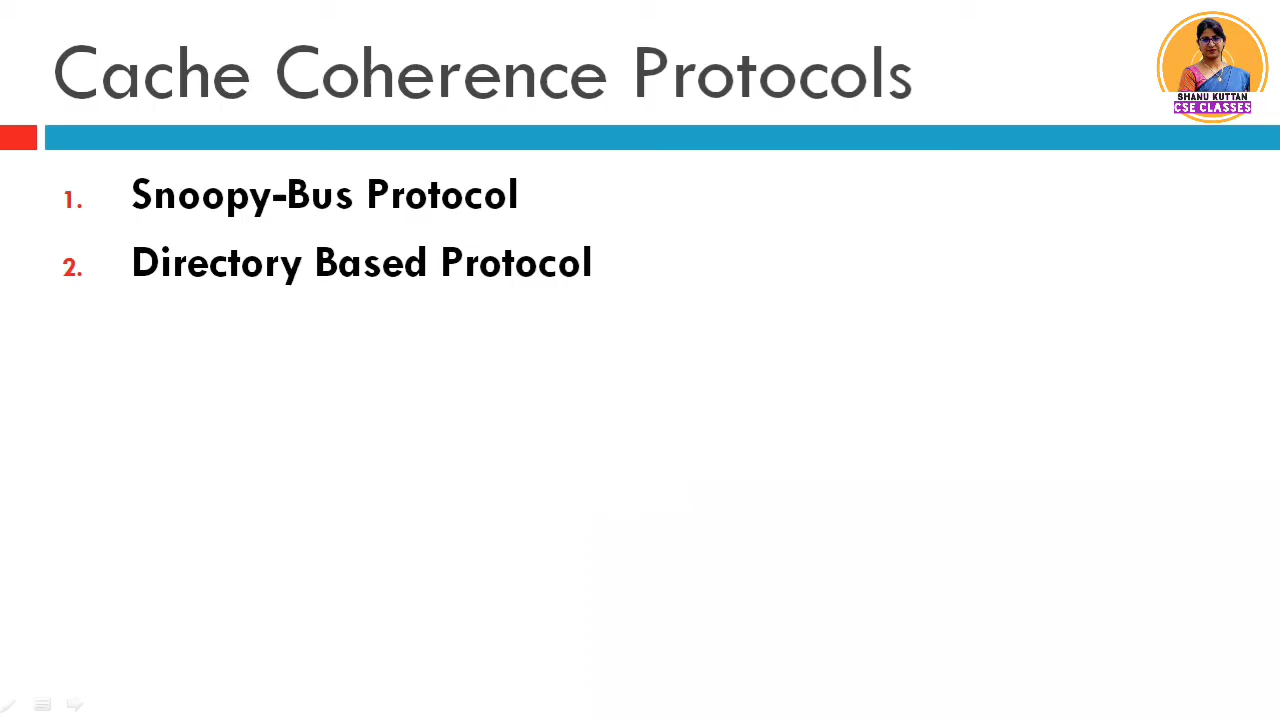 Cache Coherence Protocols
SHANU KUTTAN
CSE CLASSES
1. Snoopy-Bus Protocol
2. Directory Based Protocol